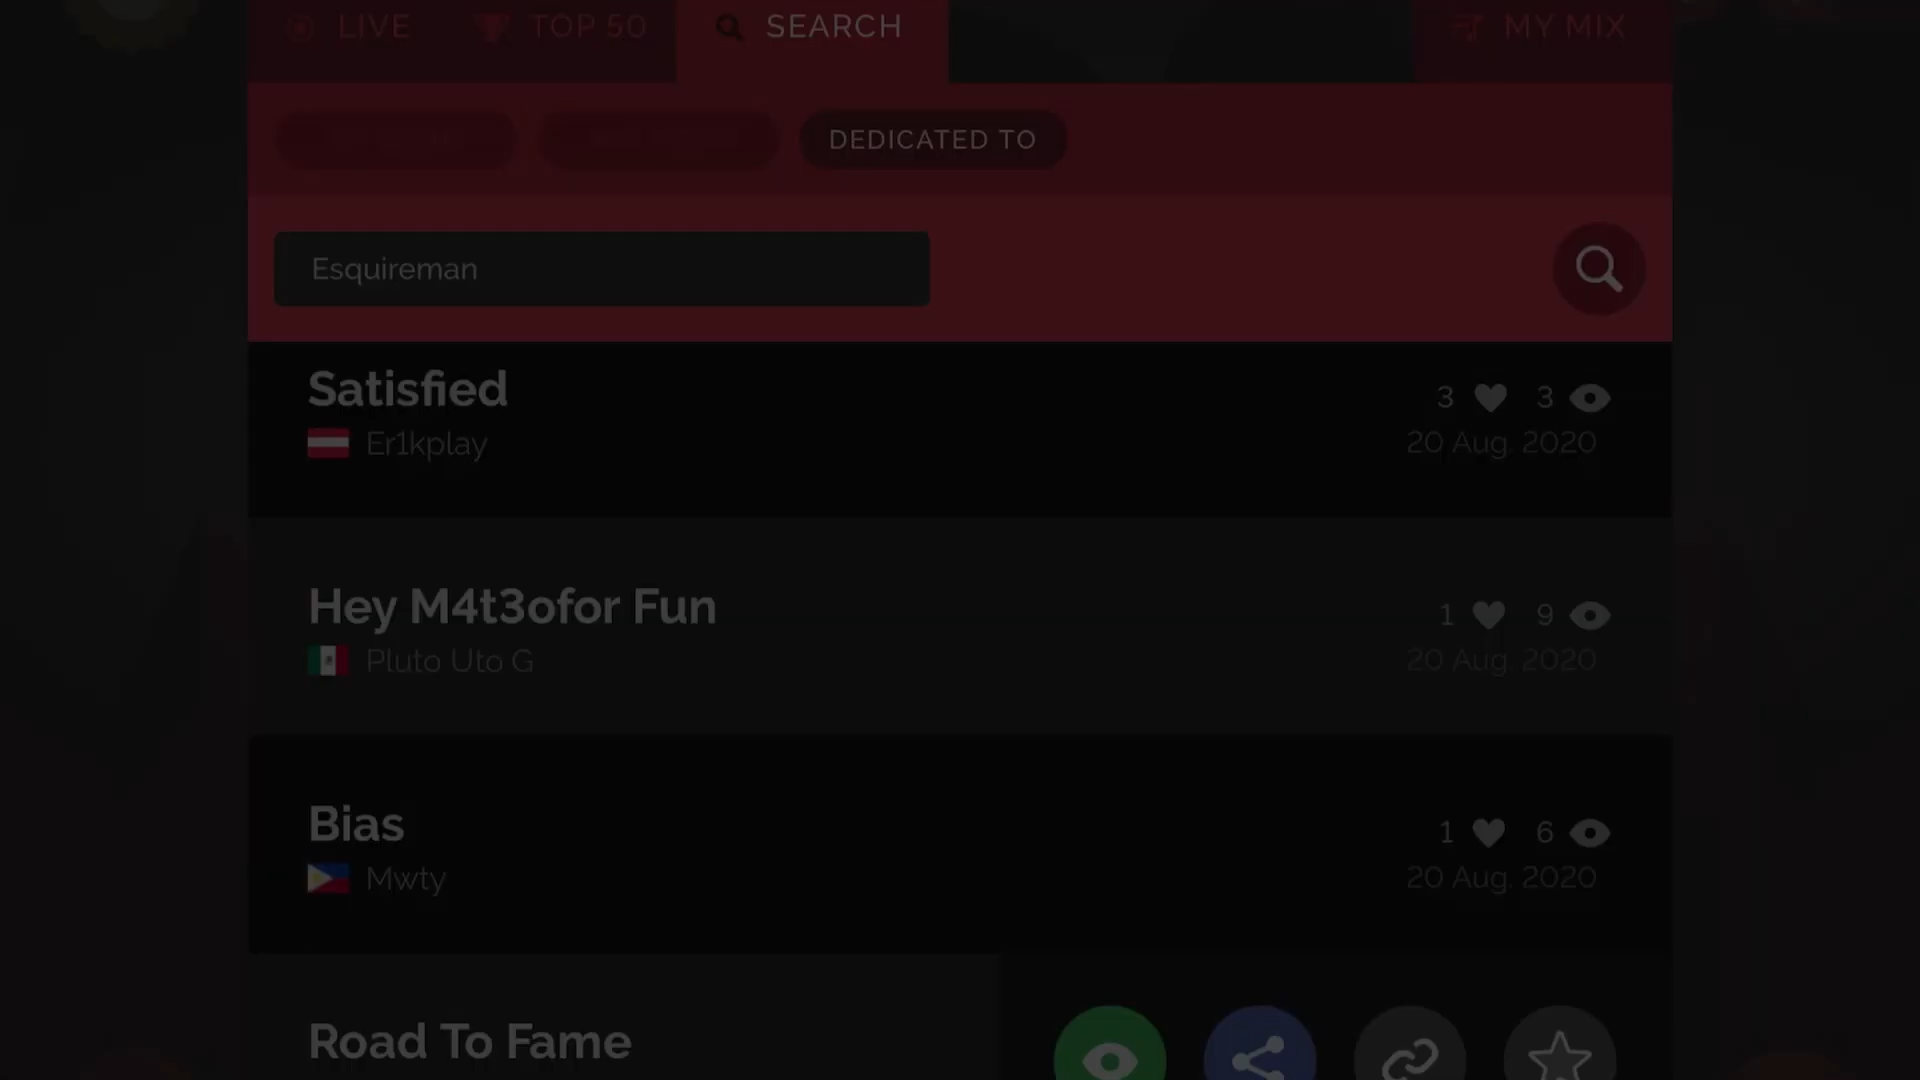 LIVE TOP 50 SEARCH MY MIX
DEDICATED TO
Esquireman
Satisfied
3 3
Er1kplay
20 Aug. 2020
Hey M4t3ofor Fun
1 9
Pluto Uto G
20 Aug. 2020
Bias
1 6
Mwty
20 Aug. 2020
Road To Fame